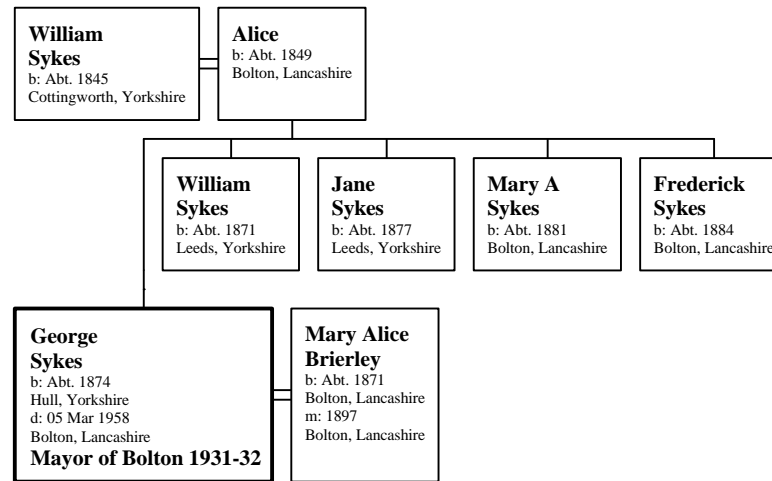 William
Sykes
b: Abt. 1845
Cottingworth, Yorkshire
Alice
b: Abt. 1849
Bolton, Lancashire
William
Sykes
b: Abt. 1871
Leeds, Yorkshire
Jane
Sykes
b: Abt. 1877
Leeds, Yorkshire
Mary A
Sykes
b: Abt. 1881
Bolton, Lancashire
Frederick
Sykes
b: Abt. 1884
Bolton, Lancashire
George
Sykes
b: Abt. 1874
Hull, Yorkshire
d: 05 Mar 1958
Bolton, Lancashire
Mayor of Bolton 1931-32
Mary Alice
Brierley
b: Abt. 1871
Bolton, Lancashire
m: 1897
Bolton, Lancashire